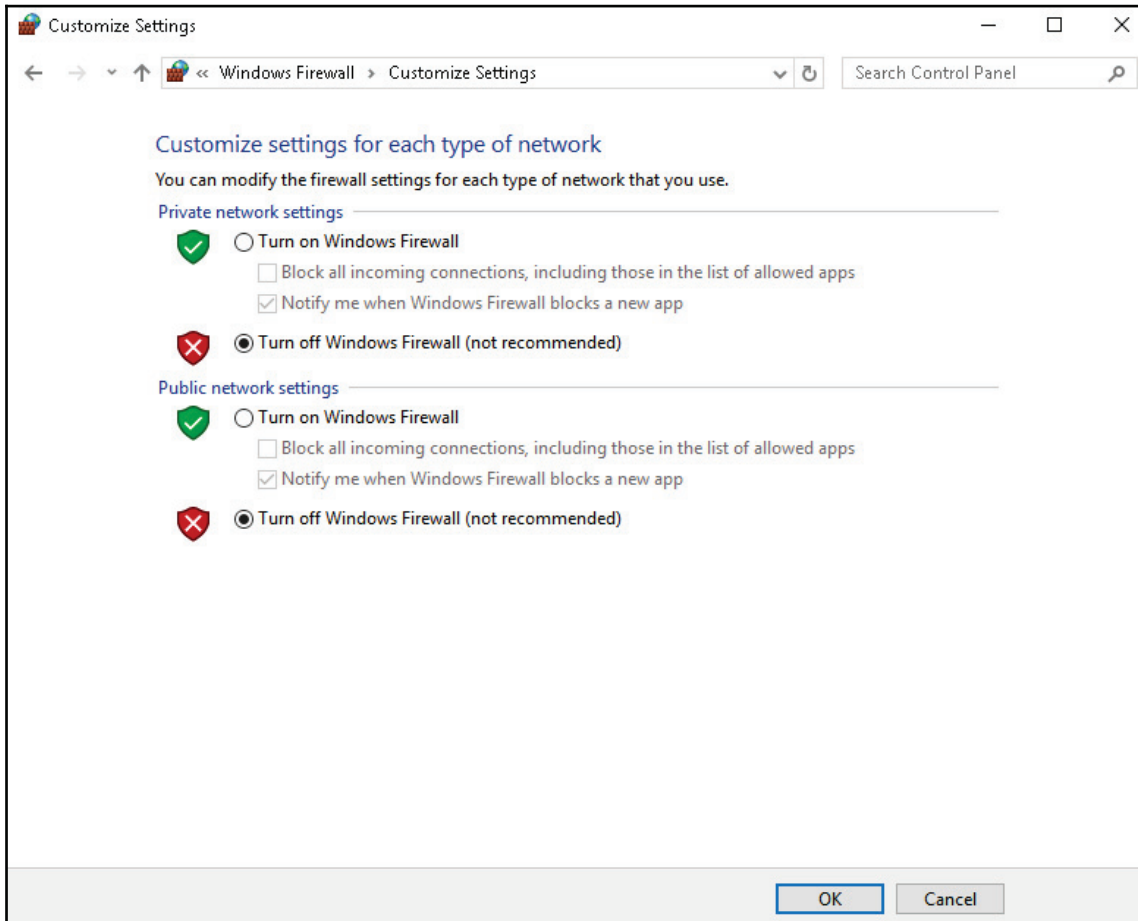 Customize Settings
« Windows Firewall › Customize Settings
Search Control Panel
Customize settings for each type of network
You can modify the firewall settings for each type of network that you use.
Private network settings
Turn on Windows Firewall
Block all incoming connections, including those in the list of allowed apps
Notify me when Windows Firewall blocks a new app
Turn off Windows Firewall (not recommended)
Public network settings
Turn on Windows Firewall
Block all incoming connections, including those in the list of allowed apps
Notify me when Windows Firewall blocks a new app
Turn off Windows Firewall (not recommended)
OK Cancel